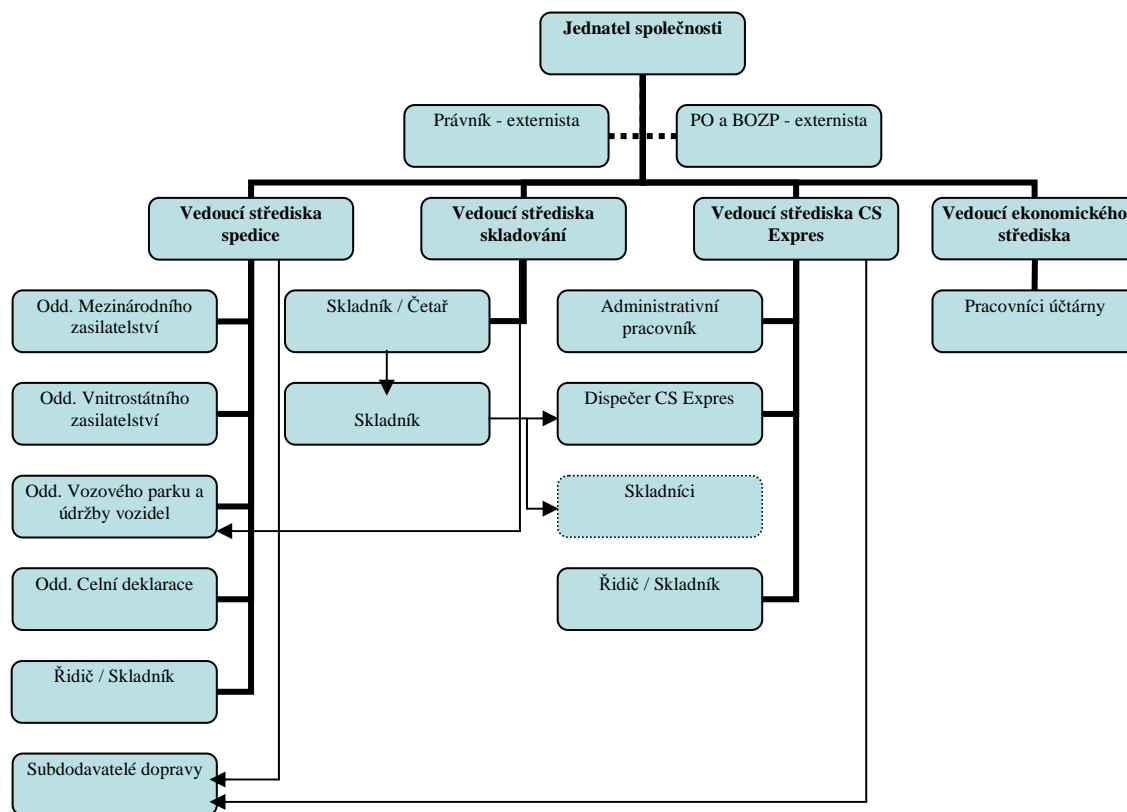 Jednatel společnosti
Právník - externista
PO a BOZP - externista
Vedoucí střediska
spedice
Vedoucí střediska
skladování
Vedoucí střediska CS
Expres
Vedoucí ekonomického
střediska
Odd. Mezinárodního
zasilatelství
Skladník / Četař
Administrativní
pracovník
Pracovníci účtárny
Odd. Vnitrostátního
zasilatelství
Skladník
Dispečer CS Expres
Odd. Vozového parku a
údržby vozidel
Skladníci
Odd. Celní deklarace
Řidič / Skladník
Řidič / Skladník
Subdodavatelé dopravy